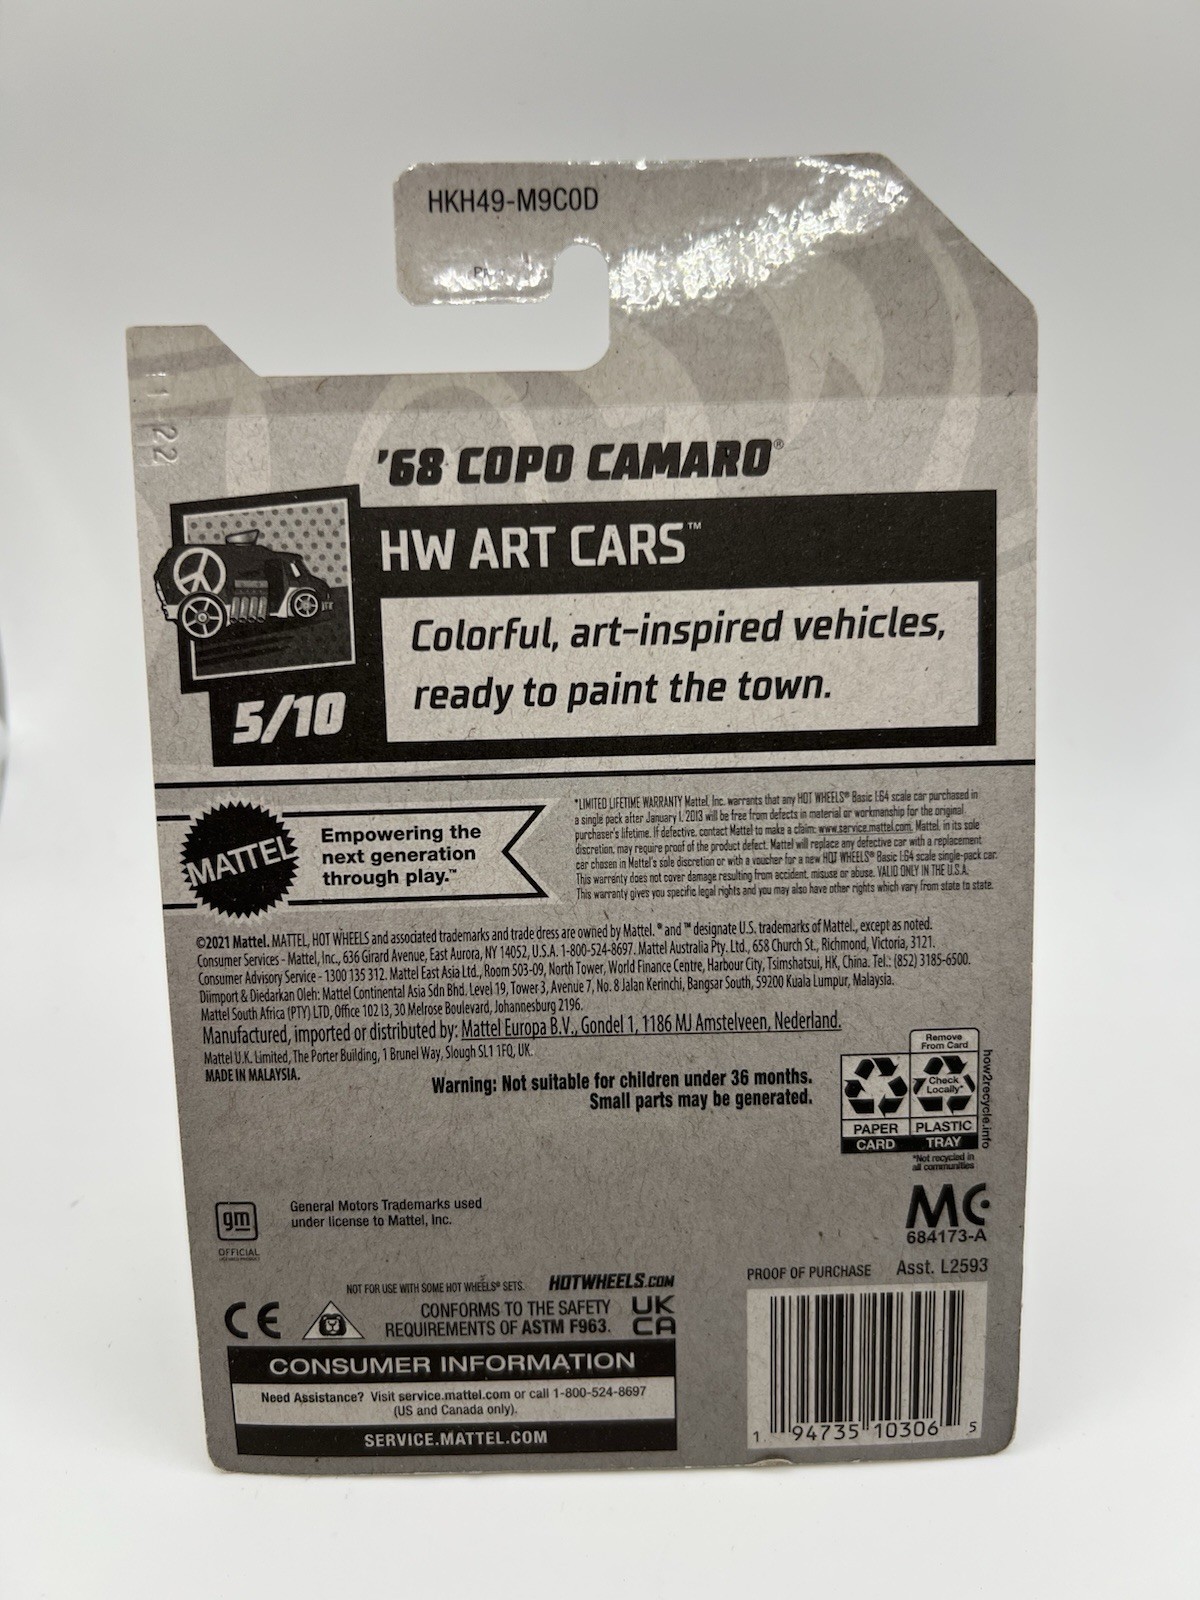 HKH49-M9C0D
11-22
'68 COPO CAMARO®
HW ART CARS™
Colorful, art-inspired vehicles,
ready to paint the town.
5/10
MATTEL
Empowering the
next generation
through play.™
*LIMITED LIFETIME WARRANTY Mattel, Inc. warrants that any HOT WHEELS® Basic 1:64 scale car purchased in
a single pack after January 1, 2013 will be free from defects in material or workmanship for the original
purchaser's lifetime. If defective, contact Mattel to make a claim: www.service.mattel.com. Mattel, in its sole
discretion, may require proof of the product defect. Mattel will replace any defective car with a replacement
car chosen in Mattel's sole discretion or with a voucher for a new HOT WHEELS® Basic 1:64 scale single-pack car.
This warranty does not cover damage resulting from accident, misuse or abuse. VALID ONLY IN THE U.S.A.
This warranty gives you specific legal rights and you may also have other rights which vary from state to state.
©2021 Mattel. MATTEL, HOT WHEELS and associated trademarks and trade dress are owned by Mattel. ® and ™ designate U.S. trademarks of Mattel., except as noted.
Consumer Services - Mattel, Inc., 636 Girard Avenue, East Aurora, NY 14052, U.S.A. 1-800-524-8697. Mattel Australia Pty. Ltd., 658 Church St., Richmond, Victoria, 3121.
Consumer Advisory Service - 1300 135 312. Mattel East Asia Ltd., Room 503-09, North Tower, World Finance Centre, Harbour City, Tsimshatsui, HK, China. Tel.: (852) 3185-6500.
Diimport & Diedarkan Oleh: Mattel Continental Asia Sdn Bhd. Level 19, Tower 3, Avenue 7, No. 8 Jalan Kerinchi, Bangsar South, 59200 Kuala Lumpur, Malaysia.
Mattel South Africa (PTY) LTD, Office 102 I3, 30 Melrose Boulevard, Johannesburg 2196.
Manufactured, imported or distributed by: Mattel Europa B.V., Gondel 1, 1186 MJ Amstelveen, Nederland.
Mattel U.K. Limited, The Porter Building, 1 Brunel Way, Slough SL1 1FQ, UK.
MADE IN MALAYSIA.
Warning: Not suitable for children under 36 months.
Small parts may be generated.
Remove
From Card
Check
Locally*
PAPER
PLASTIC
CARD
TRAY
how2recycle.info
*Not recycled in
all communities
gm
OFFICIAL
General Motors Trademarks used
under license to Mattel, Inc.
MC
684173-A
PROOF OF PURCHASE Asst. L2593
NOT FOR USE WITH SOME HOT WHEELS® SETS.
HOTWHEELS.COM
CE
CONFORMS TO THE SAFETY
REQUIREMENTS OF ASTM F963.
UK
CA
CONSUMER INFORMATION
Need Assistance? Visit service.mattel.com or call 1-800-524-8697
(US and Canada only).
SERVICE.MATTEL.COM
1 94735 10306 5